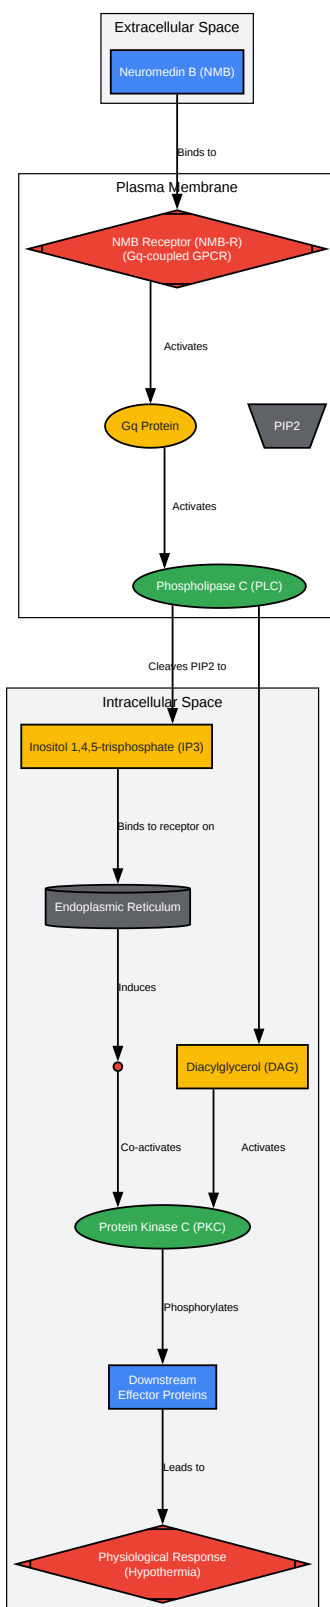 Extracellular Space
Neuromedin B (NMB)
Binds to
Plasma Membrane
NMB Receptor (NMB-R)
(Gq-coupled GPCR)
Activates
Gq Protein
PIP2
Activates
Phospholipase C (PLC)
Cleaves PIP2 to
Intracellular Space
Inositol 1,4,5-trisphosphate (IP3)
Binds to receptor on
Endoplasmic Reticulum
Induces
Diacylglycerol (DAG)
Co-activates
Activates
Protein Kinase C (PKC)
Phosphorylates
Downstream
Effector Proteins
Leads to
Physiological Response
(Hypothermia)